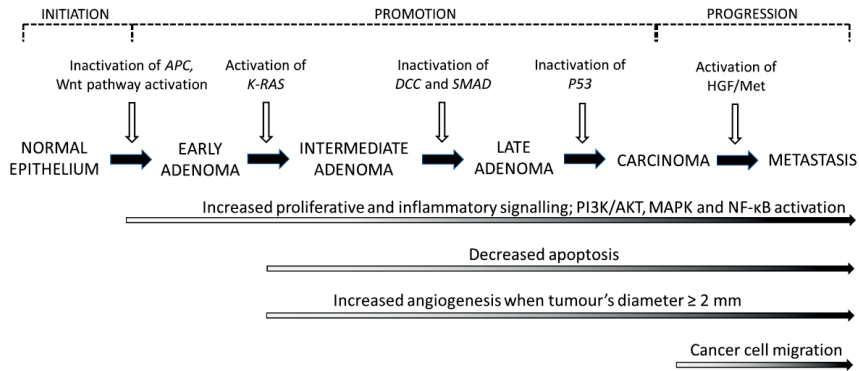 INITIATION
PROMOTION
PROGRESSION
Inactivation of APC,
Wnt pathway activation
Activation of
K-RAS
Inactivation of
DCC and SMAD
Inactivation of
P53
Activation of
HGF/Met
NORMAL
EPITHELIUM
EARLY
ADENOMA
INTERMEDIATE
ADENOMA
LATE
ADENOMA
CARCINOMA
METASTASIS
Increased proliferative and inflammatory signalling; PI3K/AKT, MAPK and NF-κB activation
Decreased apoptosis
Increased angiogenesis when tumour’s diameter ≥ 2 mm
Cancer cell migration